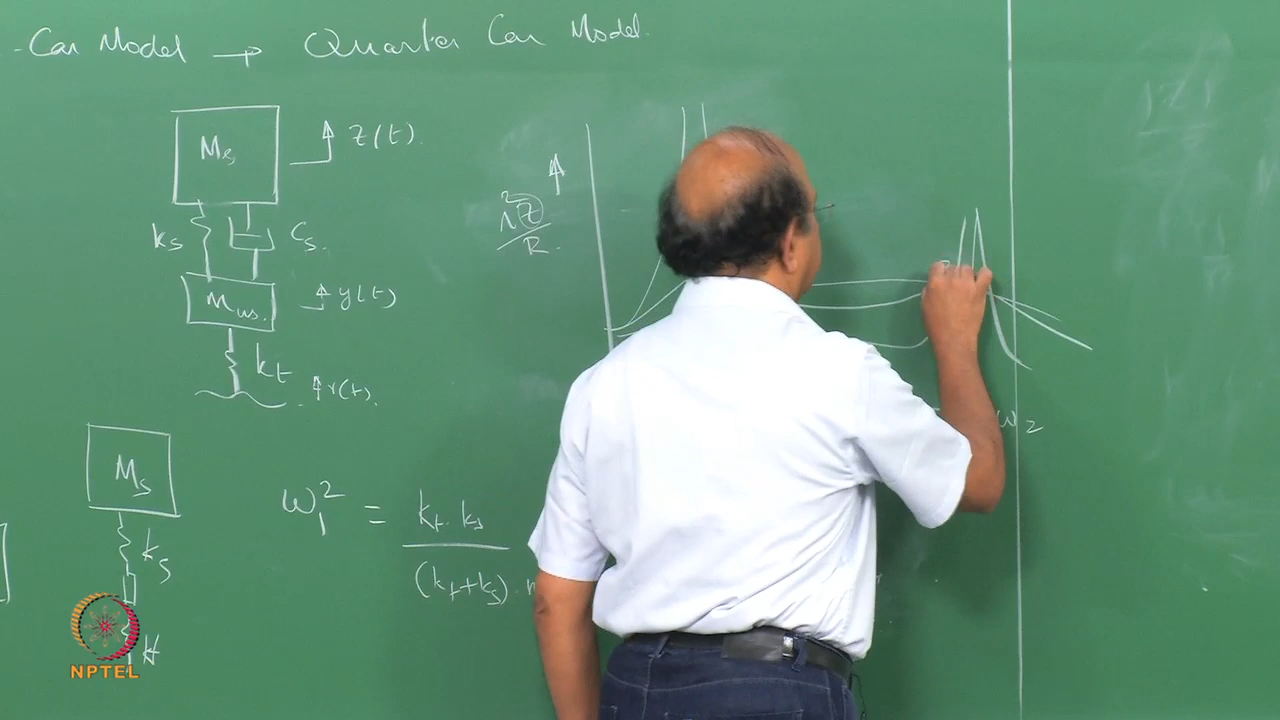 - Car Model → Quarter Car Model.
Ms
Z(t).
ks
Cs.
Mus.
y(t)
kt
r(t).
Z
R.
Ms
ks
kt
ω₁² = kt. ks
(kt+ks).
ω2
NPTEL